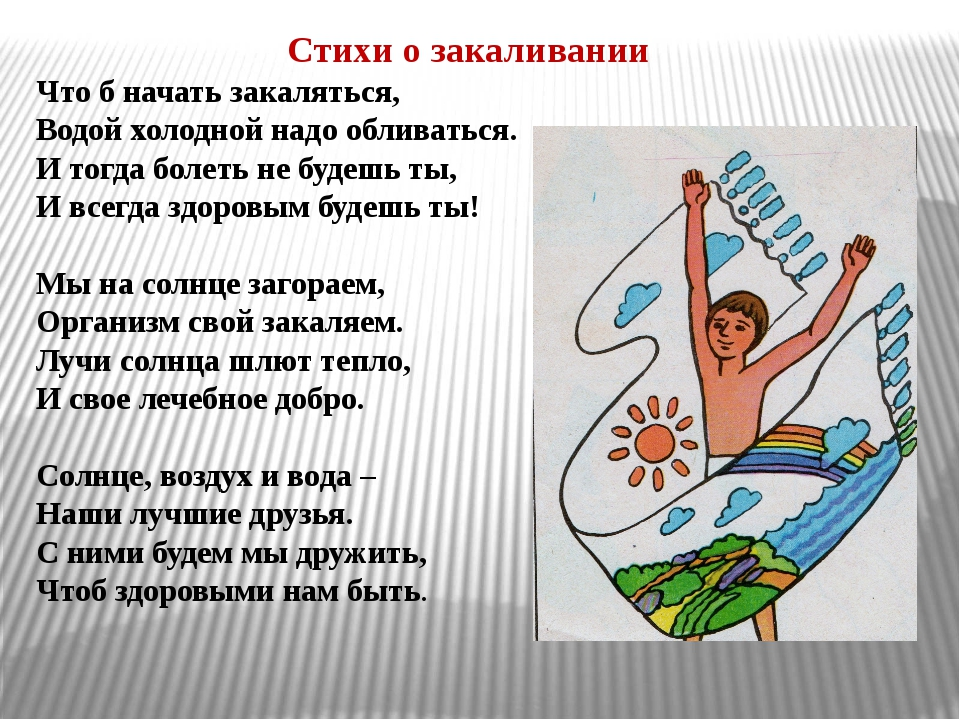 Стихи о закаливании
Что б начать закаляться,
Водой холодной надо обливаться.
И тогда болеть не будешь ты,
И всегда здоровым будешь ты!
Мы на солнце загораем,
Организм свой закаляем.
Лучи солнца шлют тепло,
И свое лечебное добро.
Солнце, воздух и вода –
Наши лучшие друзья.
С ними будем мы дружить,
Чтоб здоровыми нам быть.